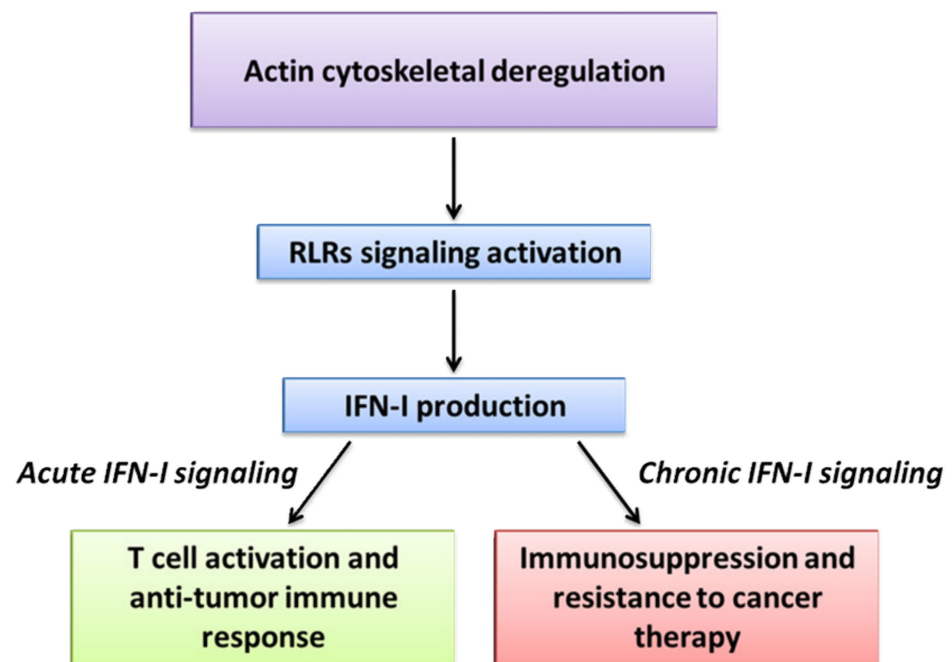 Actin cytoskeletal deregulation
RLRs signaling activation
IFN-I production
Acute IFN-I signaling
Chronic IFN-I signaling
T cell activation and
anti-tumor immune
response
Immunosuppression and
resistance to cancer
therapy